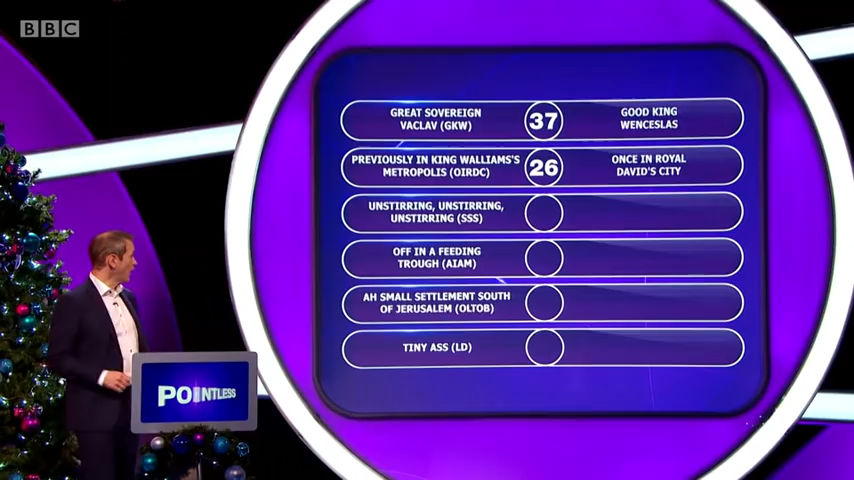 BBC
GREAT SOVEREIGN
VACLAV (GKW)
37
GOOD KING
WENCESLAS
PREVIOUSLY IN KING WALLIAMS'S
METROPOLIS (OIRDC)
26
ONCE IN ROYAL
DAVID'S CITY
UNSTIRRING, UNSTIRRING,
UNSTIRRING (SSS)
OFF IN A FEEDING
TROUGH (AIAM)
AH SMALL SETTLEMENT SOUTH
OF JERUSALEM (OLTOB)
TINY ASS (LD)
POINTLESS